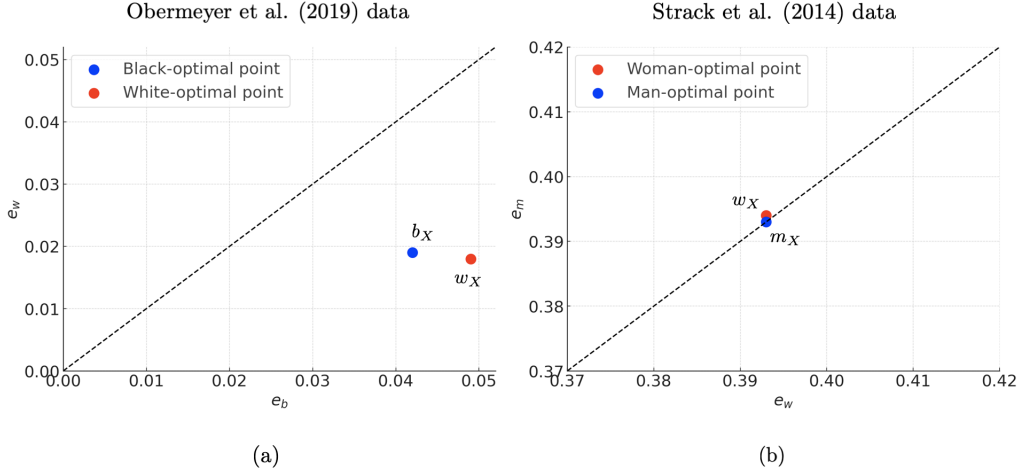 Obermeyer et al. (2019) data
Black-optimal point
White-optimal point
0.05
0.04
0.03
0.02
0.01
0.00
e_w
b_X
w_X
0.00 0.01 0.02 0.03 0.04 0.05
e_b
(a)
Strack et al. (2014) data
Woman-optimal point
Man-optimal point
0.42
0.41
0.40
0.39
0.38
0.37
e_m
w_X
m_X
0.37 0.38 0.39 0.40 0.41 0.42
e_w
(b)